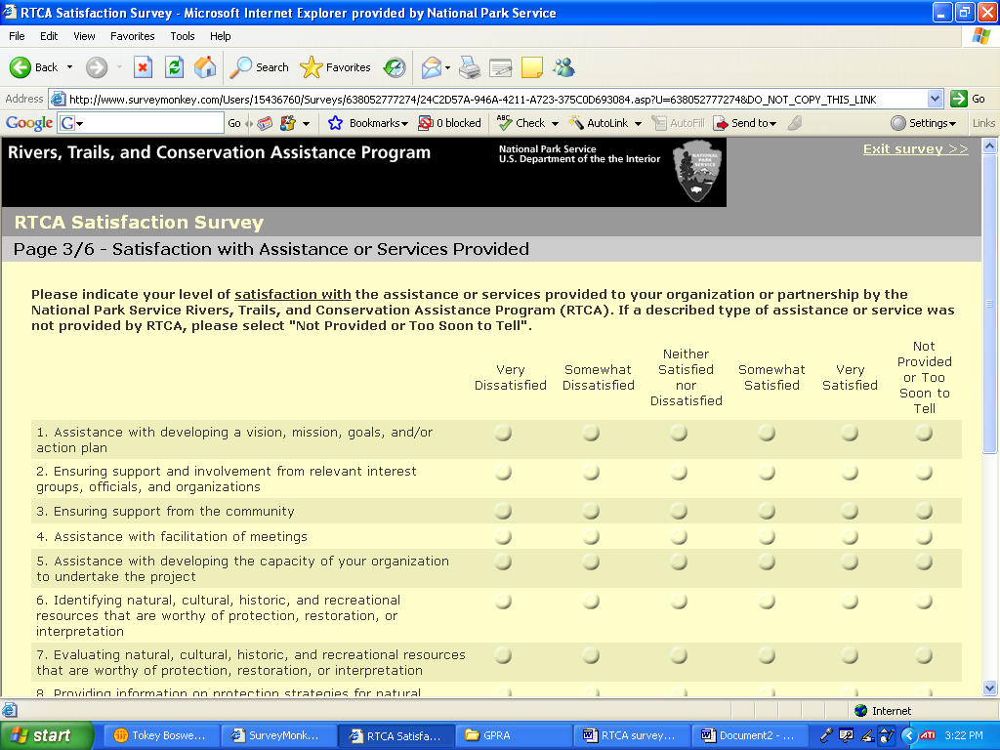 RTCA Satisfaction Survey - Microsoft Internet Explorer provided by National Park Service
File Edit View Favorites Tools Help
Back Search Favorites
Address http://www.surveymonkey.com/Users/15436760/Surveys/638052777274/24C2D57A-946A-4211-A723-375C0D693084.asp?U=638052777274&DO_NOT_COPY_THIS_LINK Go
Google G Go Bookmarks 0 blocked Check AutoLink AutoFill Send to Settings Links
Rivers, Trails, and Conservation Assistance Program
National Park Service
U.S. Department of the the Interior
Exit survey >>
RTCA Satisfaction Survey
Page 3/6 - Satisfaction with Assistance or Services Provided
Please indicate your level of satisfaction with the assistance or services provided to your organization or partnership by the
National Park Service Rivers, Trails, and Conservation Assistance Program (RTCA). If a described type of assistance or service was
not provided by RTCA, please select "Not Provided or Too Soon to Tell".
Very
Dissatisfied
Somewhat
Dissatisfied
Neither
Satisfied
nor
Dissatisfied
Somewhat
Satisfied
Very
Satisfied
Not
Provided
or Too
Soon to
Tell
1. Assistance with developing a vision, mission, goals, and/or
action plan
2. Ensuring support and involvement from relevant interest
groups, officials, and organizations
3. Ensuring support from the community
4. Assistance with facilitation of meetings
5. Assistance with developing the capacity of your organization
to undertake the project
6. Identifying natural, cultural, historic, and recreational
resources that are worthy of protection, restoration, or
interpretation
7. Evaluating natural, cultural, historic, and recreational resources
that are worthy of protection, restoration, or interpretation
8. Providing information on protection strategies for natural,
Internet
start Tokey Boswe... SurveyMonk... RTCA Satisfa... GPRA RTCA survey... Document2 - ... ATI 3:22 PM